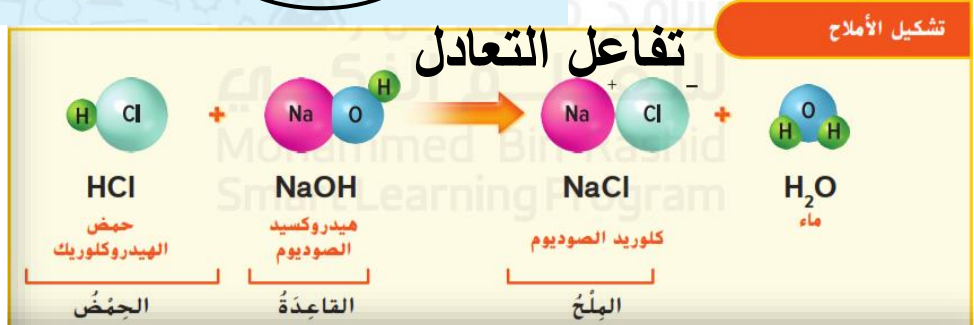 تشكيل الأملاح
تفاعل التعادل
H Cl + Na O H Na + Cl − + O H H
HCl NaOH NaCl H₂O
حمض الهيدروكلوريك
هيدروكسيد الصوديوم
كلوريد الصوديوم
ماء
الحِمْضُ القاعِدَةُ المِلْحُ
Mohammed Bin Rashid
Smart Learning Program